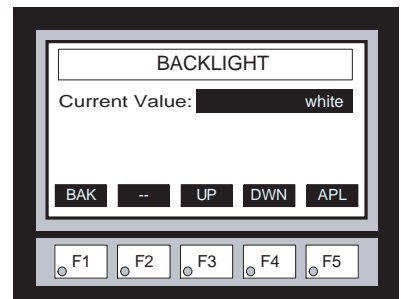 BACKLIGHT
Current Value: white
BAK -- UP DWN APL
F1 F2 F3 F4 F5